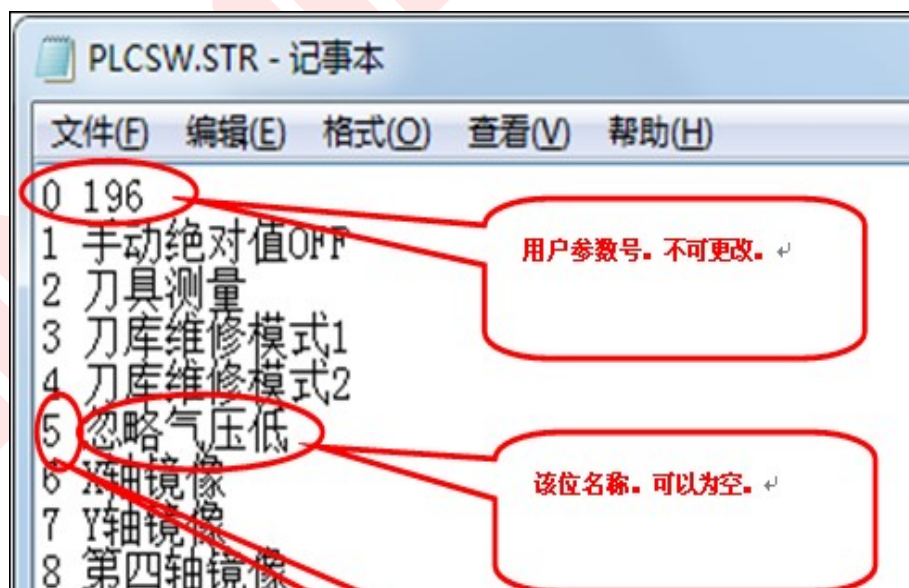 PLCSW.STR - 记事本
文件(F) 编辑(E) 格式(O) 查看(V) 帮助(H)
0 196
用户参数号。不可更改。
1 手动绝对值OFF
2 刀具测量
3 刀库维修模式1
4 刀库维修模式2
5 忽略气压低
该位名称。可以为空。
6 X轴镜像
7 Y轴镜像
8 第四轴镜像